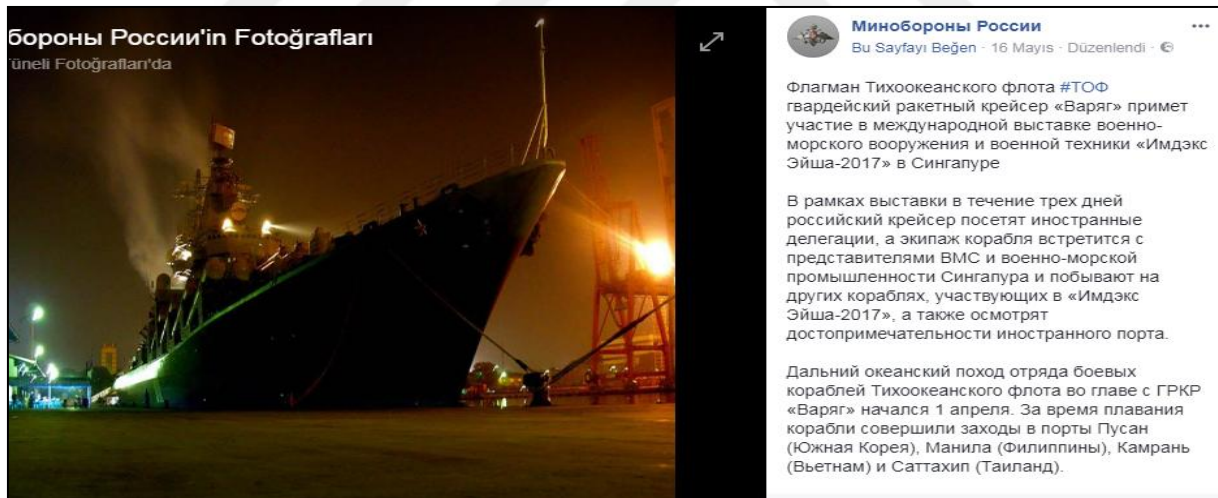 бороны России'in Fotoğrafları
üneli Fotoğrafları'da
Минобороны России
Bu Sayfayı Beğen · 16 Mayıs · Düzenlendi ·
Флагман Тихоокеанского флота #ТОФ
гвардейский ракетный крейсер «Варяг» примет
участие в международной выставке военно-
морского вооружения и военной техники «Имдэкс
Эйша-2017» в Сингапуре
В рамках выставки в течение трех дней
российский крейсер посетят иностранные
делегации, а экипаж корабля встретится с
представителями ВМС и военно-морской
промышленности Сингапура и побывают на
других кораблях, участвующих в «Имдэкс
Эйша-2017», а также осмотрят
достопримечательности иностранного порта.
Дальний океанский поход отряда боевых
кораблей Тихоокеанского флота во главе с ГРКР
«Варяг» начался 1 апреля. За время плавания
корабли совершили заходы в порты Пусан
(Южная Корея), Манила (Филиппины), Камрань
(Вьетнам) и Саттахип (Таиланд).